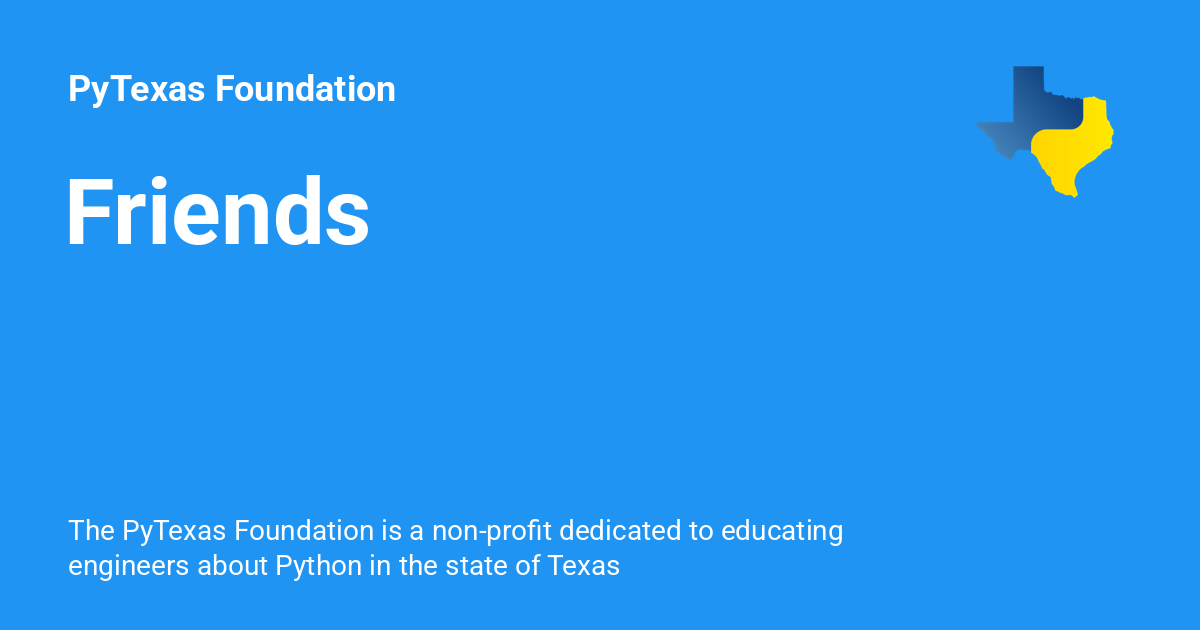 PyTexas Foundation
Friends
The PyTexas Foundation is a non-profit dedicated to educating
engineers about Python in the state of Texas